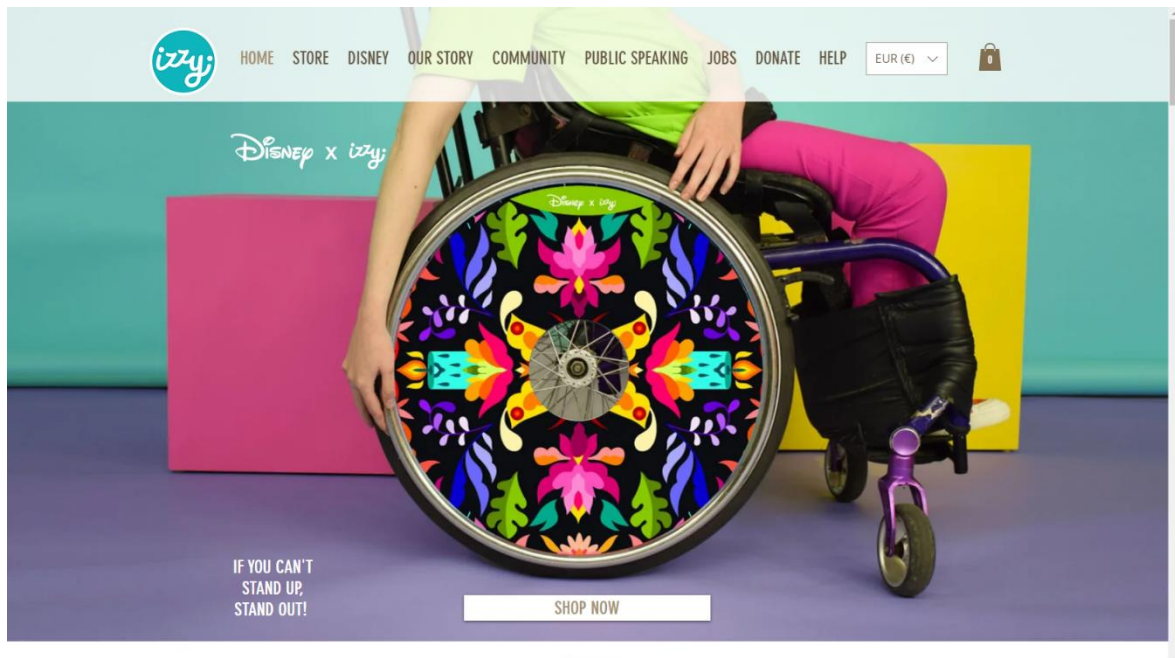 izzy;
HOME STORE DISNEY OUR STORY COMMUNITY PUBLIC SPEAKING JOBS DONATE HELP EUR (€) 0
Disney x izzy;
Disney x izzy;
IF YOU CAN'T
STAND UP,
STAND OUT!
SHOP NOW